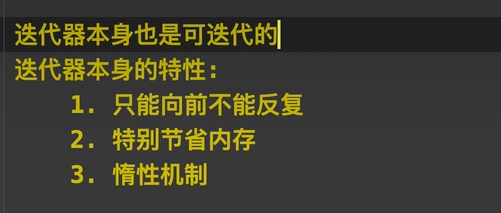 迭代器本身也是可迭代的
迭代器本身的特性:
1. 只能向前不能反复
2. 特别节省内存
3. 惰性机制